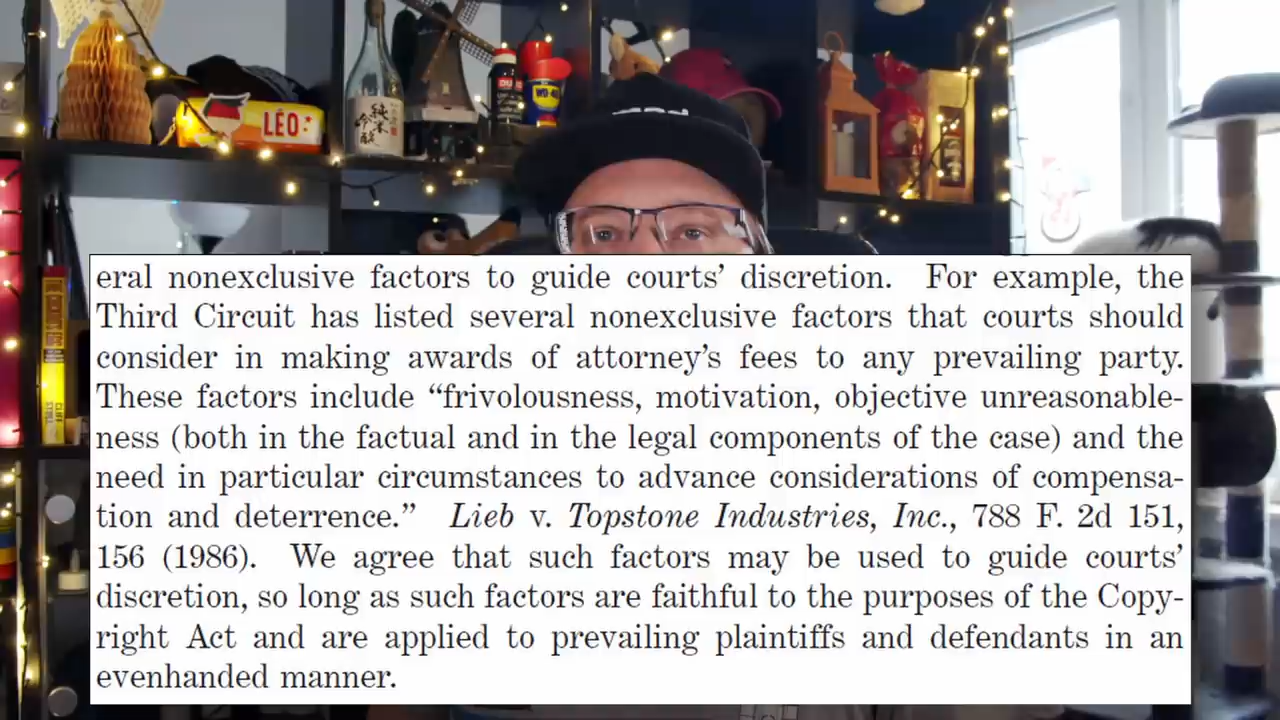 LÉO
純米
吟醸
WD-40
eral nonexclusive factors to guide courts’ discretion. For example, the
Third Circuit has listed several nonexclusive factors that courts should
consider in making awards of attorney’s fees to any prevailing party.
These factors include “frivolousness, motivation, objective unreasonable-
ness (both in the factual and in the legal components of the case) and the
need in particular circumstances to advance considerations of compensa-
tion and deterrence.” Lieb v. Topstone Industries, Inc., 788 F. 2d 151,
156 (1986). We agree that such factors may be used to guide courts’
discretion, so long as such factors are faithful to the purposes of the Copy-
right Act and are applied to prevailing plaintiffs and defendants in an
evenhanded manner.